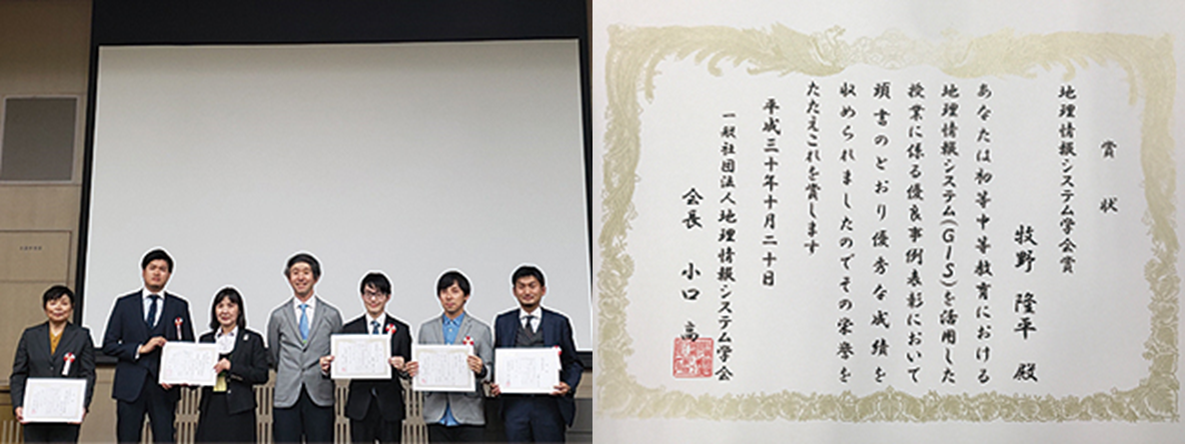 賞状
地理情報システム学会賞
牧野 隆平 殿
あなたは初等中等教育における
地理情報システム(GIS)を活用した
授業に係る優良事例表彰において
頭書のとおり優秀な成績を
収められましたのでその栄誉を
たたえこれを賞します
平成三十年十月二十日
一般社団法人地理情報システム学会
会長 小口 高